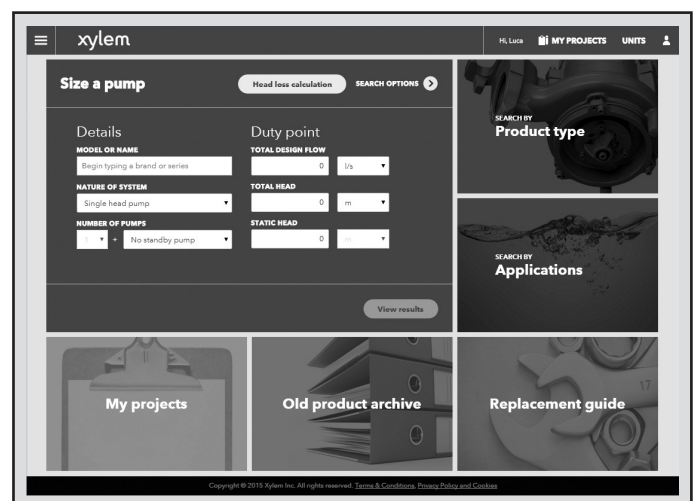 xylem
Hi, Luca MY PROJECTS UNITS
Size a pump
Head loss calculation
SEARCH OPTIONS
Details
MODEL OR NAME
Begin typing a brand or series
NATURE OF SYSTEM
Single head pump
NUMBER OF PUMPS
+ No standby pump
Duty point
TOTAL DESIGN FLOW
0 l/s
TOTAL HEAD
0 m
STATIC HEAD
0 m
View results
SEARCH BY
Product type
SEARCH BY
Applications
My projects
Old product archive
Replacement guide
17
Copyright © 2015 Xylem Inc. All rights reserved. Terms & Conditions, Privacy Policy and Cookies